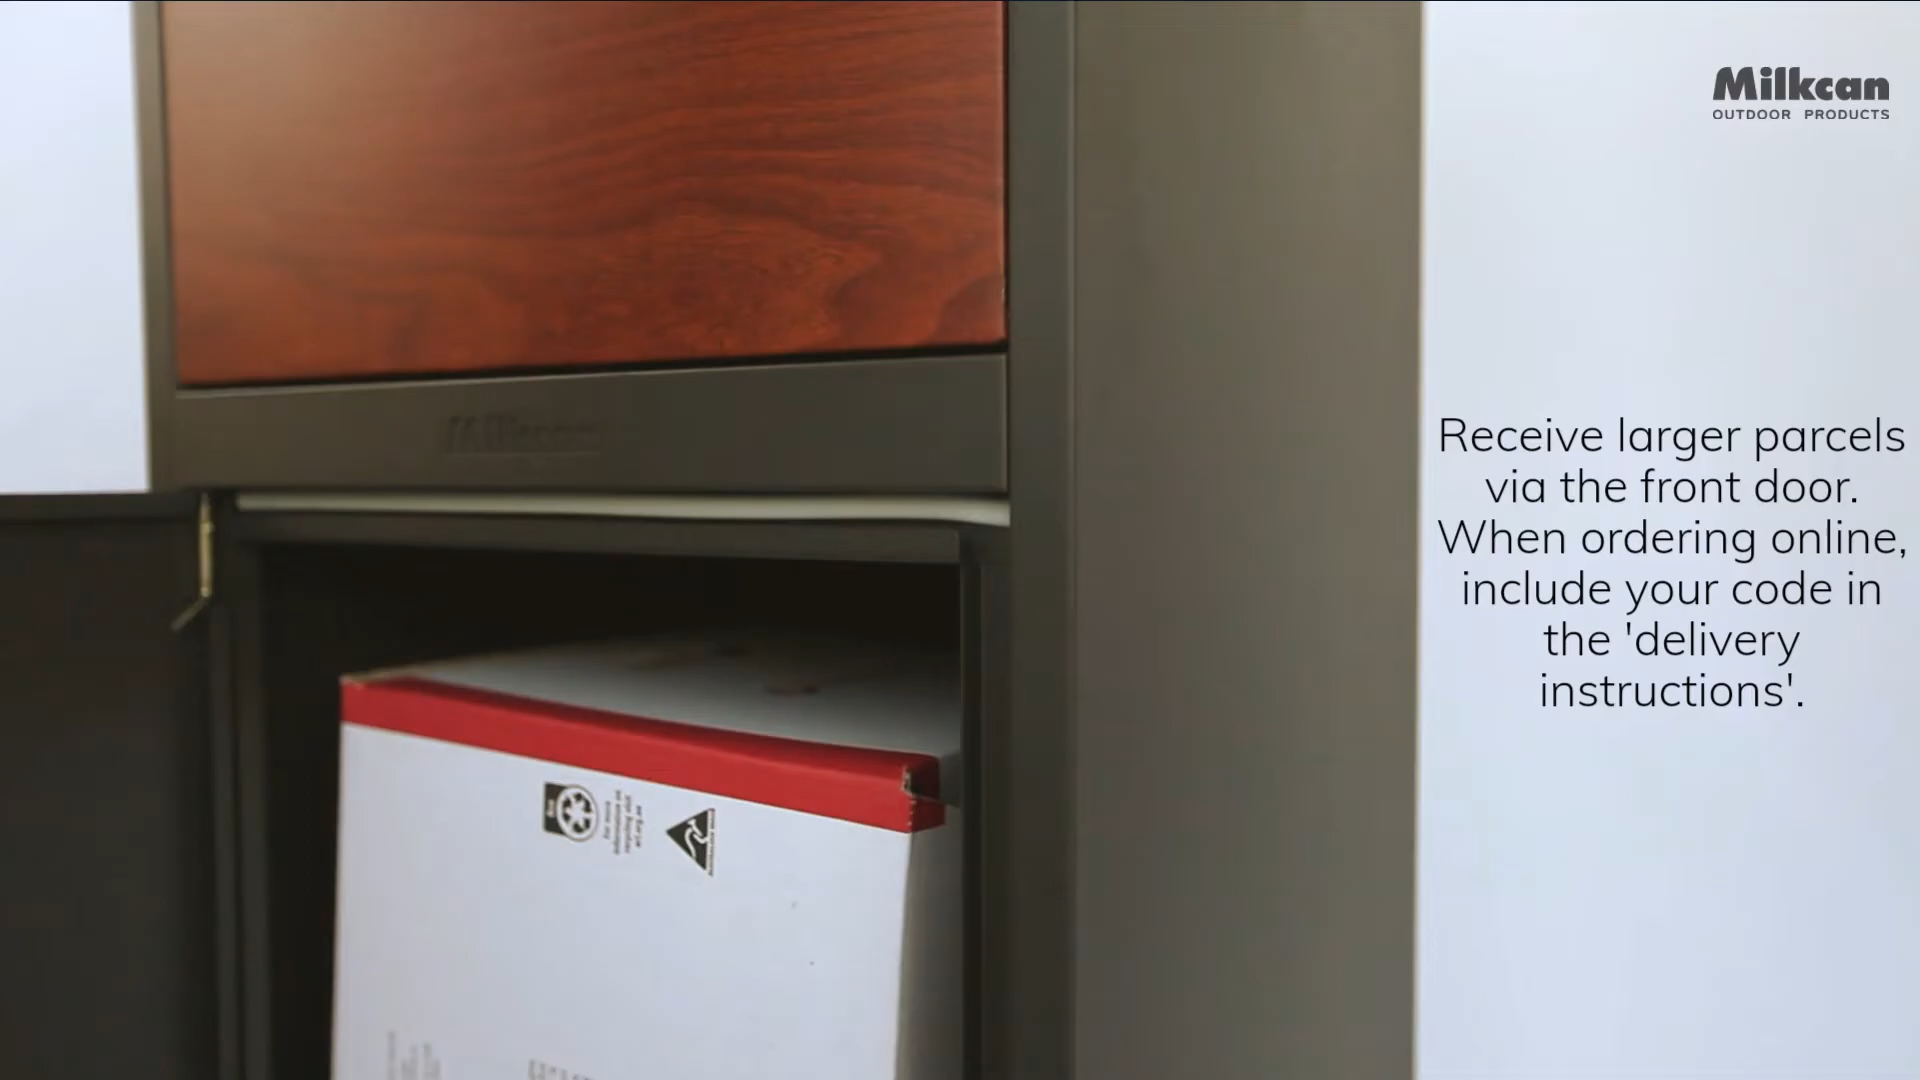 Milkcan
OUTDOOR PRODUCTS
Milkcan
Receive larger parcels
via the front door.
When ordering online,
include your code in
the 'delivery
instructions'.